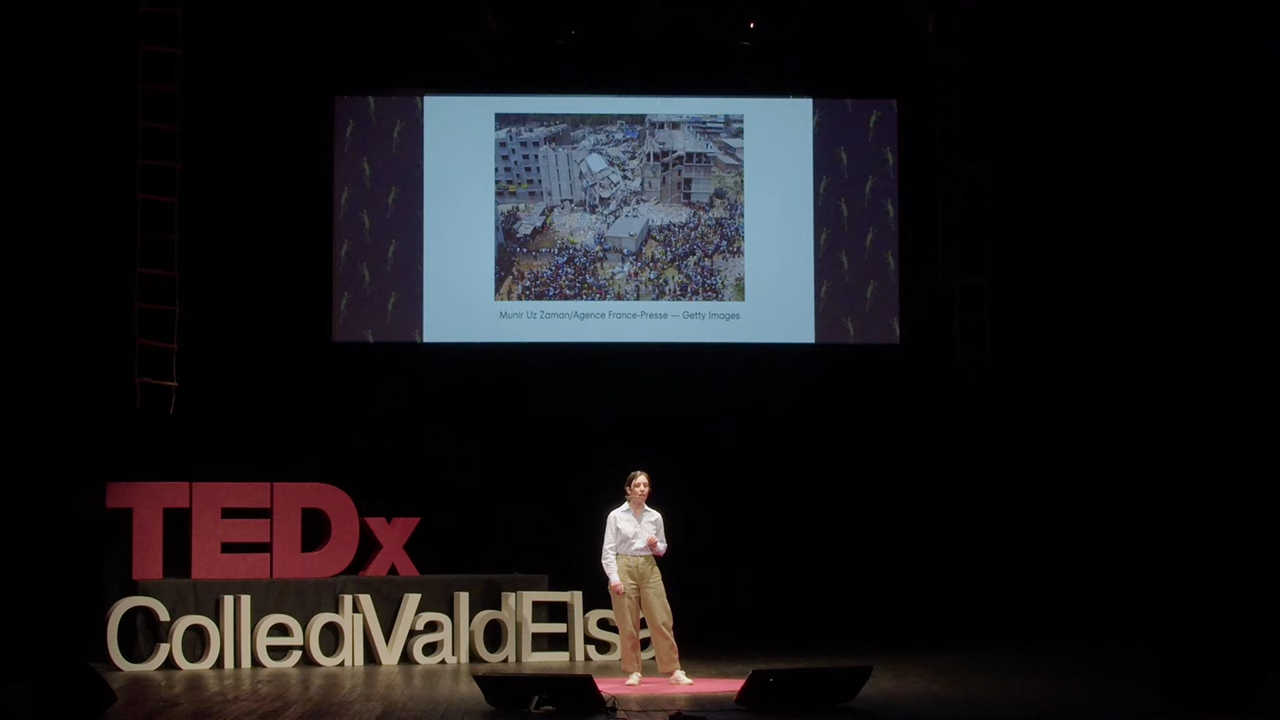 Munir Uz Zaman/Agence France-Presse — Getty Images
TEDx
CollediValdElsa